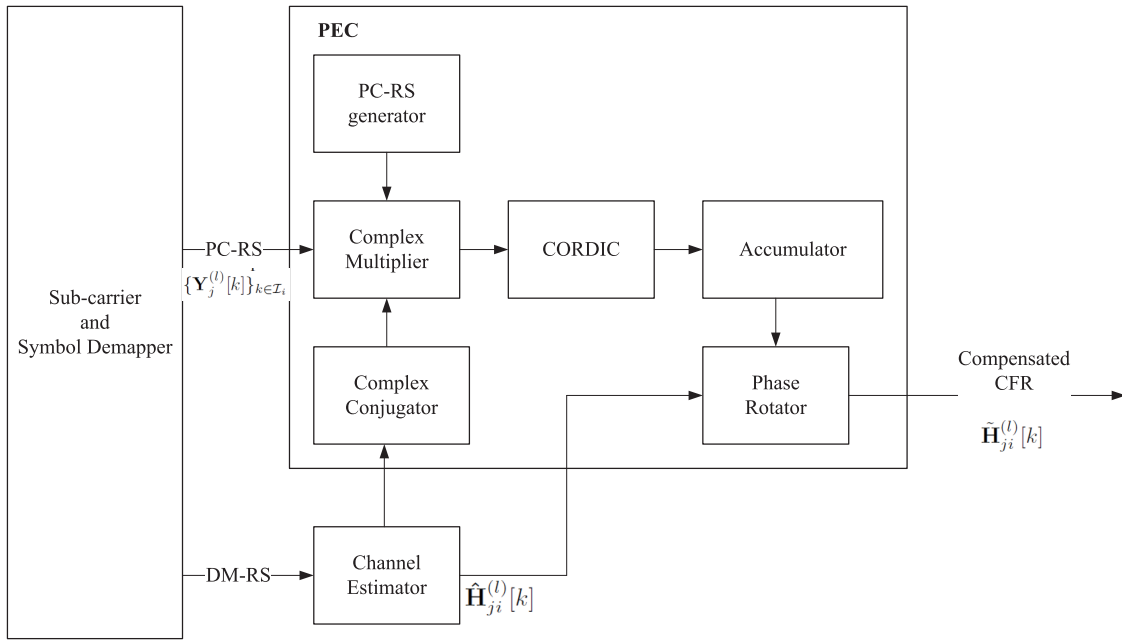 PEC
PC-RS
generator
PC-RS
Complex
Multiplier
CORDIC
Accumulator
{𝐘_j^{(l)}[k]}_{k∈ℐ_i}
Sub-carrier
and
Symbol Demapper
Complex
Conjugator
Phase
Rotator
Compensated
CFR
H̃_{ji}^{(l)}[k]
DM-RS
Channel
Estimator
Ĥ_{ji}^{(l)}[k]